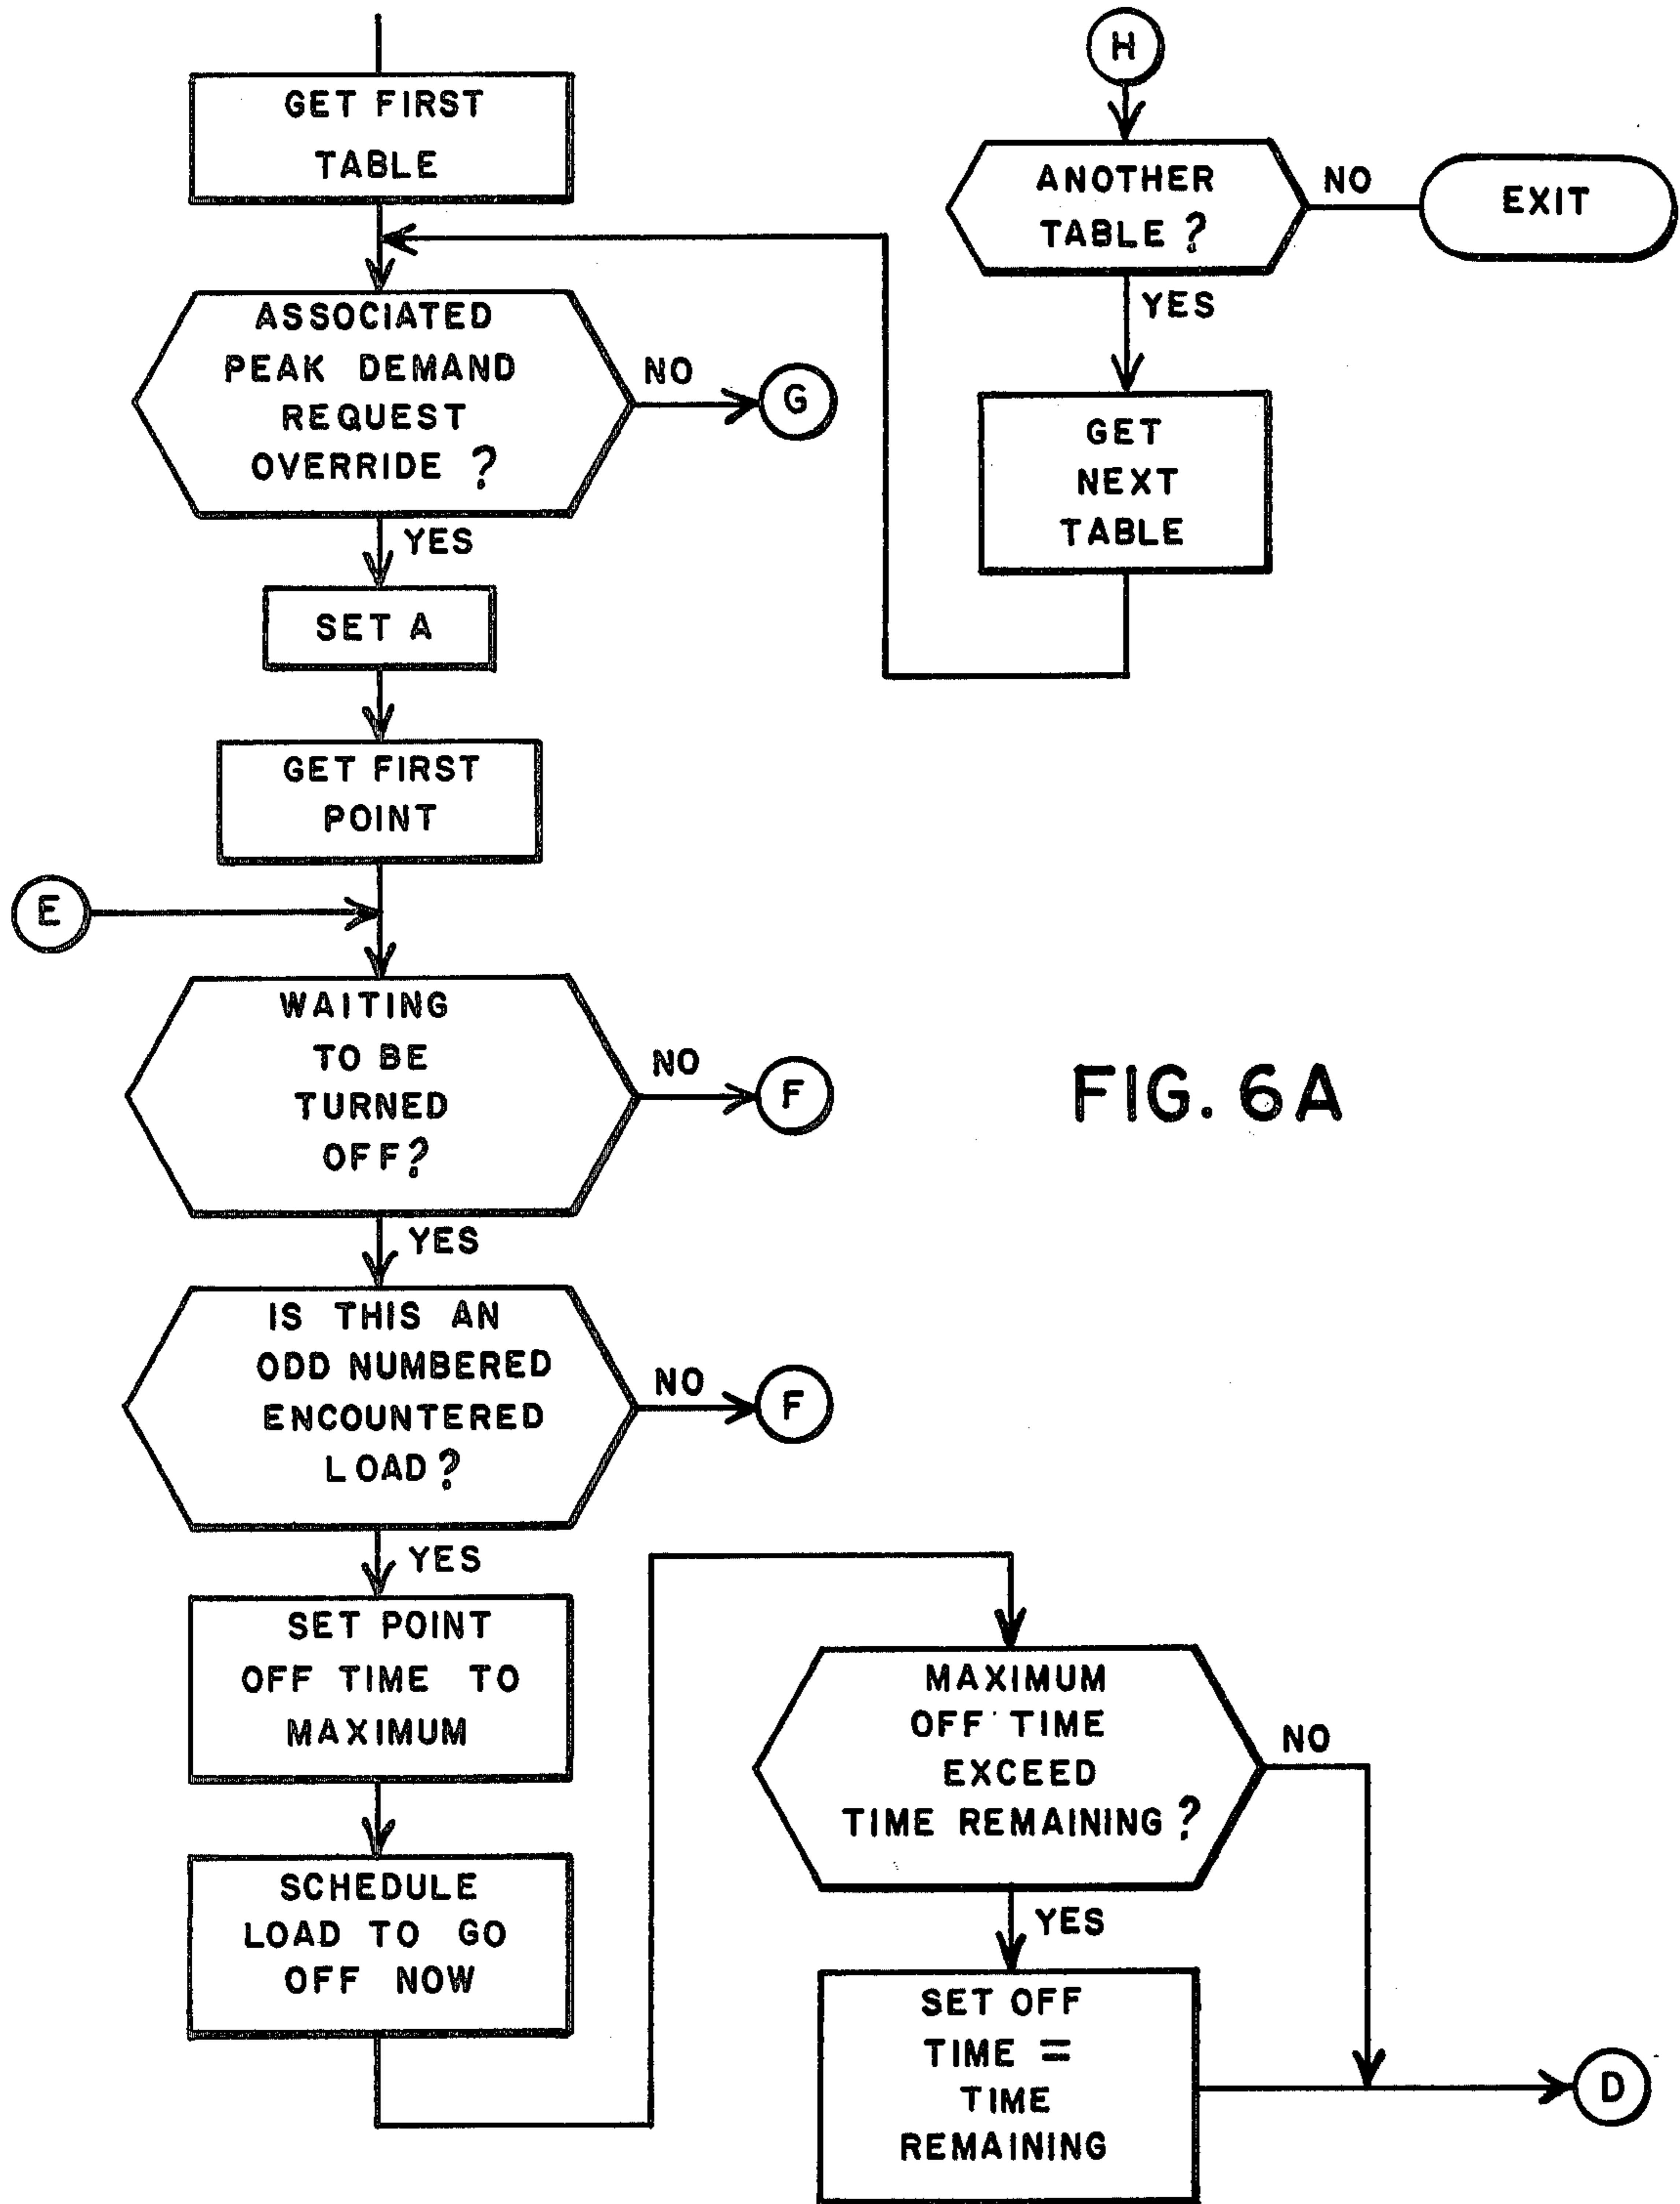 GET FIRST
TABLE
ASSOCIATED
PEAK DEMAND
REQUEST
OVERRIDE ?
NO
G
YES
SET A
GET FIRST
POINT
E
WAITING
TO BE
TURNED
OFF?
NO
F
YES
IS THIS AN
ODD NUMBERED
ENCOUNTERED
LOAD?
NO
F
YES
SET POINT
OFF TIME TO
MAXIMUM
SCHEDULE
LOAD TO GO
OFF NOW
MAXIMUM
OFF TIME
EXCEED
TIME REMAINING ?
NO
YES
SET OFF
TIME =
TIME
REMAINING
D
H
ANOTHER
TABLE ?
NO
EXIT
YES
GET
NEXT
TABLE
FIG. 6A